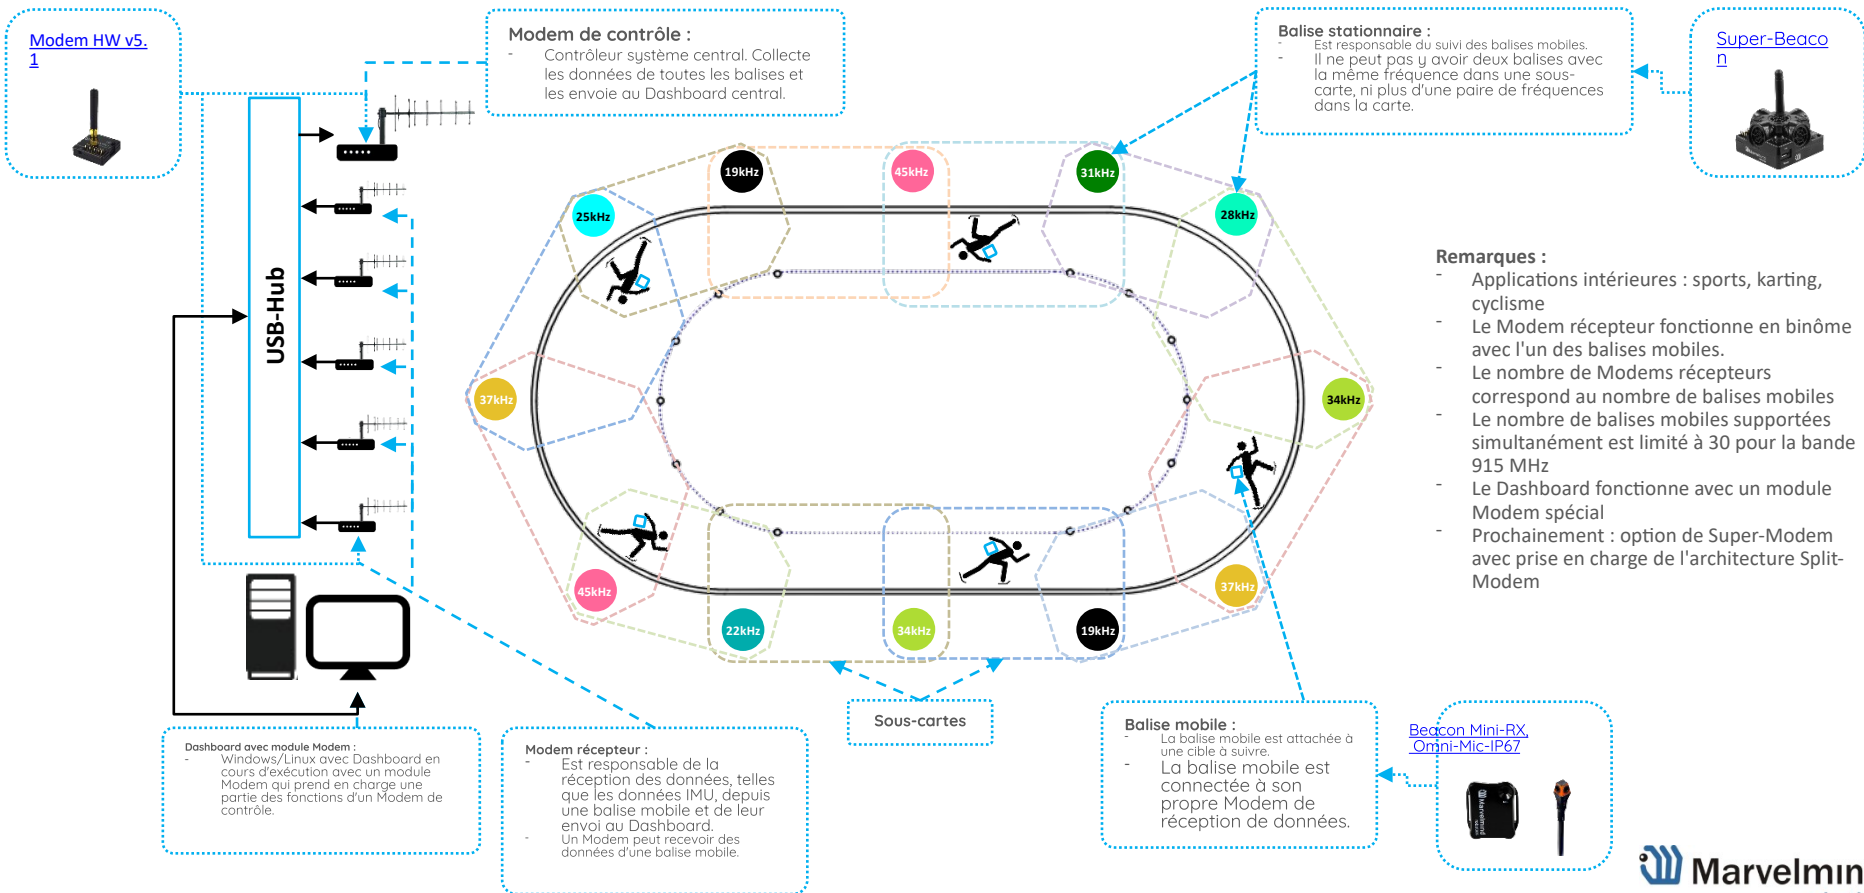 Modem HW v5.
1
Modem de contrôle :
- Contrôleur système central. Collecte
les données de toutes les balises et
les envoie au Dashboard central.
Balise stationnaire :
- Est responsable du suivi des balises mobiles.
- Il ne peut pas y avoir deux balises avec
la même fréquence dans une sous-
carte, ni plus d'une paire de fréquences
dans la carte.
Super-Beaco
n
USB-Hub
19kHz
45kHz
31kHz
25kHz
28kHz
37kHz
34kHz
45kHz
37kHz
22kHz
34kHz
19kHz
Remarques :
- Applications intérieures : sports, karting,
cyclisme
- Le Modem récepteur fonctionne en binôme
avec l'un des balises mobiles.
- Le nombre de Modems récepteurs
correspond au nombre de balises mobiles
- Le nombre de balises mobiles supportées
simultanément est limité à 30 pour la bande
915 MHz
- Le Dashboard fonctionne avec un module
Modem spécial
- Prochainement : option de Super-Modem
avec prise en charge de l'architecture Split-
Modem
Sous-cartes
Dashboard avec module Modem :
- Windows/Linux avec Dashboard en
cours d'exécution avec un module
Modem qui prend en charge une
partie des fonctions d'un Modem de
contrôle.
Modem récepteur :
- Est responsable de la
réception des données, telles
que les données IMU, depuis
une balise mobile et de leur
envoi au Dashboard.
- Un Modem peut recevoir des
données d'une balise mobile.
Balise mobile :
- La balise mobile est attachée à
une cible à suivre.
- La balise mobile est
connectée à son
propre Modem de
réception de données.
Beacon Mini-RX,
Omni-Mic-IP67
Marvelmind
Marvelmin